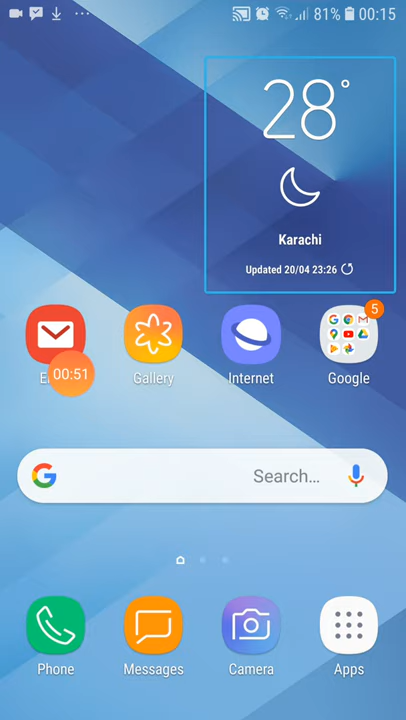 81% 00:15
28°
Karachi
Updated 20/04 23:26
5
00:51
E
Gallery
Internet
Google
Search...
Phone
Messages
Camera
Apps